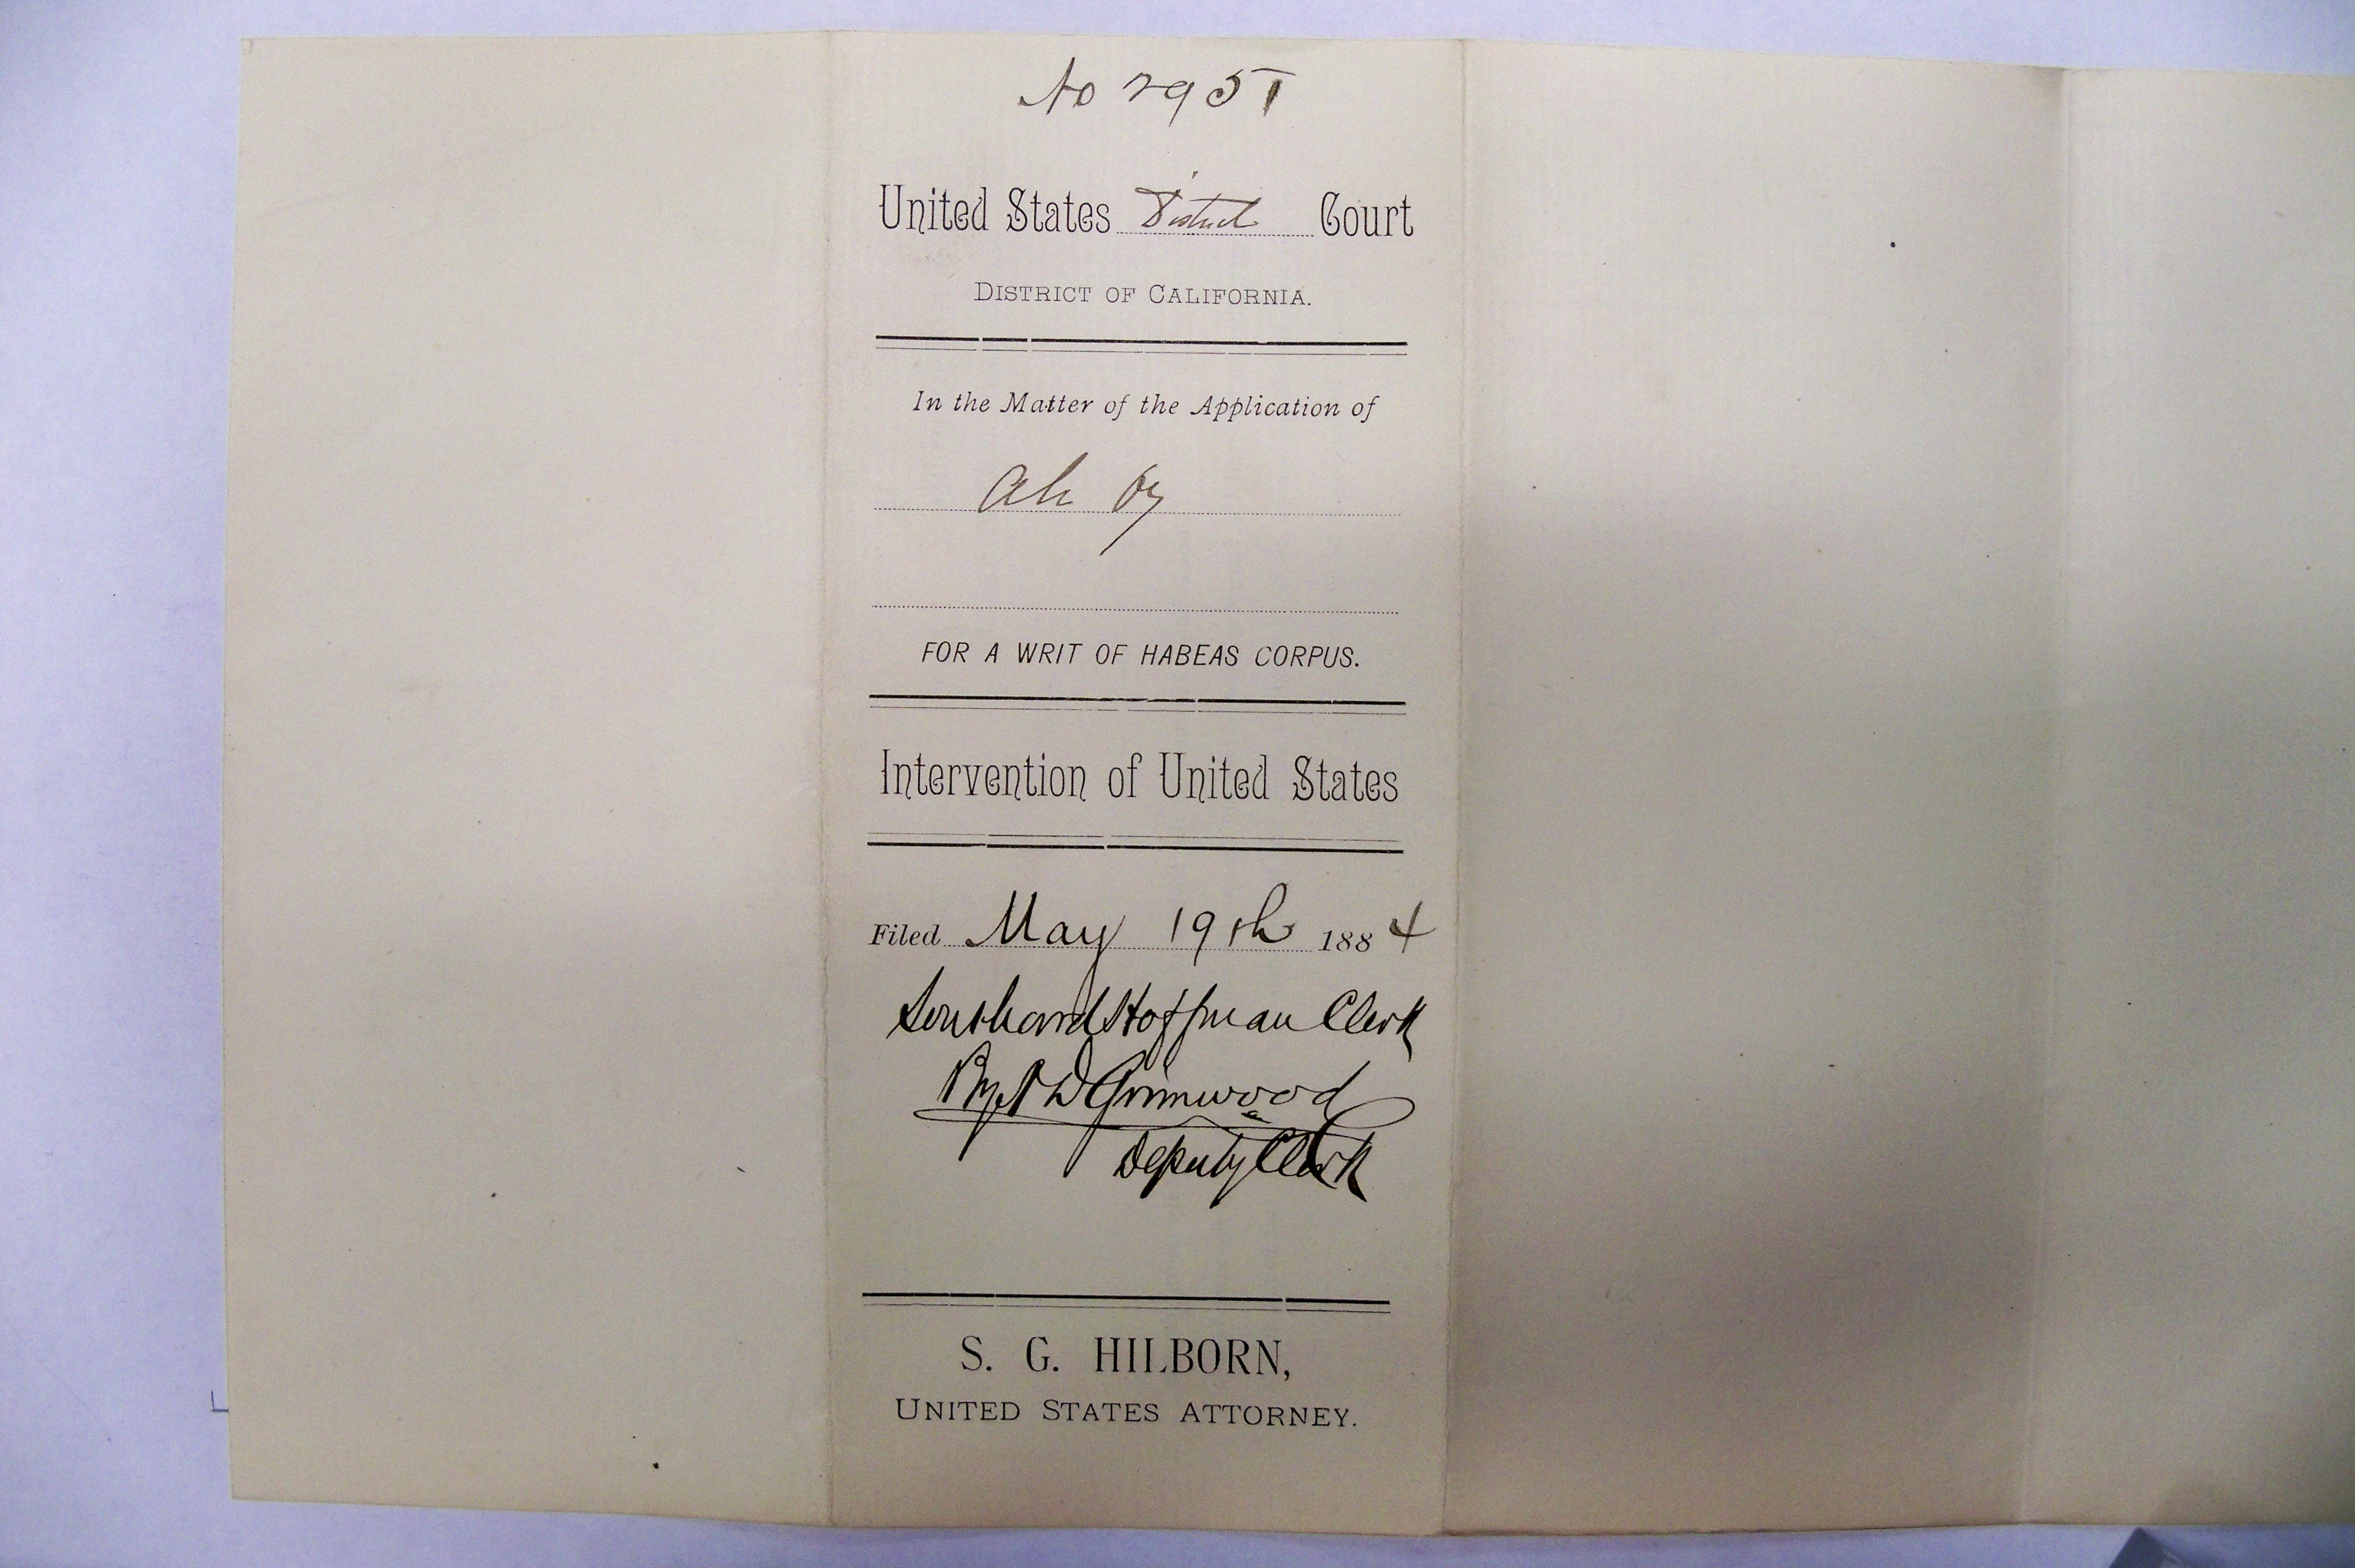 No 2951
United States District Court
DISTRICT OF CALIFORNIA.
In the Matter of the Application of
Ah
FOR A WRIT OF HABEAS CORPUS.
Intervention of United States
Filed May 19th 1884
Southard Hoffman Clerk
By Grimwood
Deputy Clerk
S. G. HILBORN,
UNITED STATES ATTORNEY.